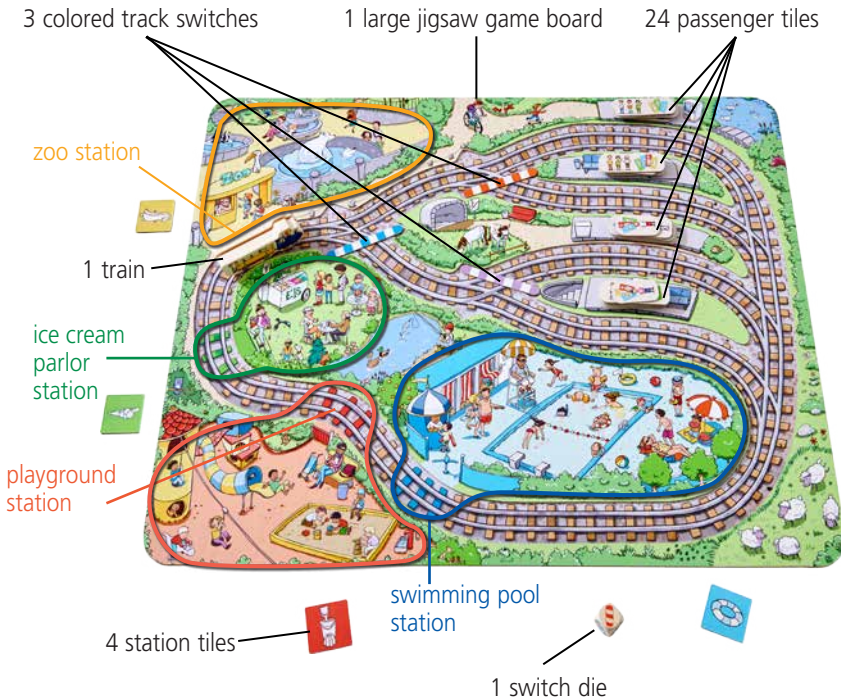 3 colored track switches
1 large jigsaw game board
24 passenger tiles
zoo station
1 train
ice cream
parlor
station
playground
station
swimming pool
station
4 station tiles
1 switch die